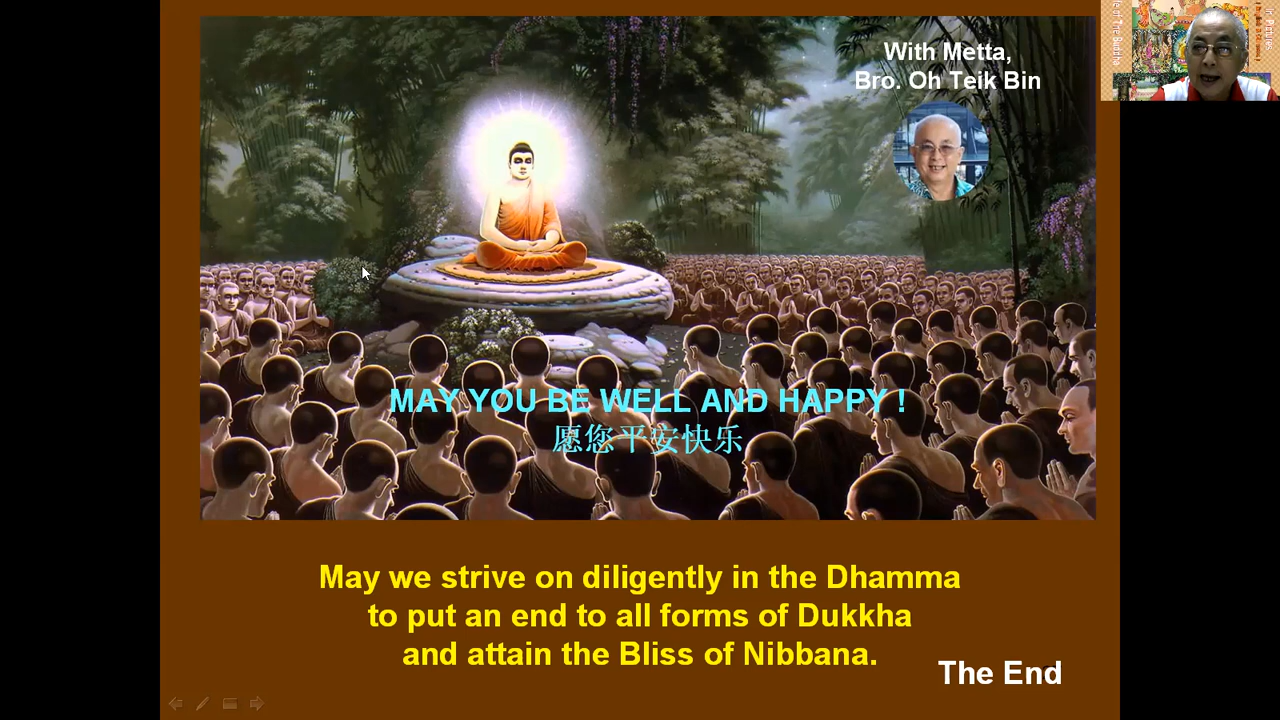 With Metta,
Bro. Oh Teik Bin
MAY YOU BE WELL AND HAPPY !
愿您平安快乐
May we strive on diligently in the Dhamma
to put an end to all forms of Dukkha
and attain the Bliss of Nibbana.
The End